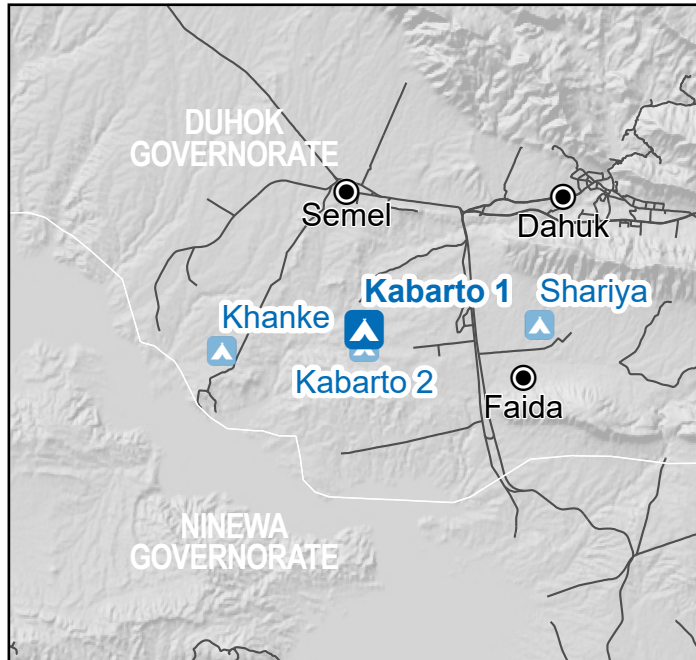 DUHOK
GOVERNORATE
Semel
Dahuk
Kabarto 1
Shariya
Khanke
Kabarto 2
Faida
NINEWA
GOVERNORATE